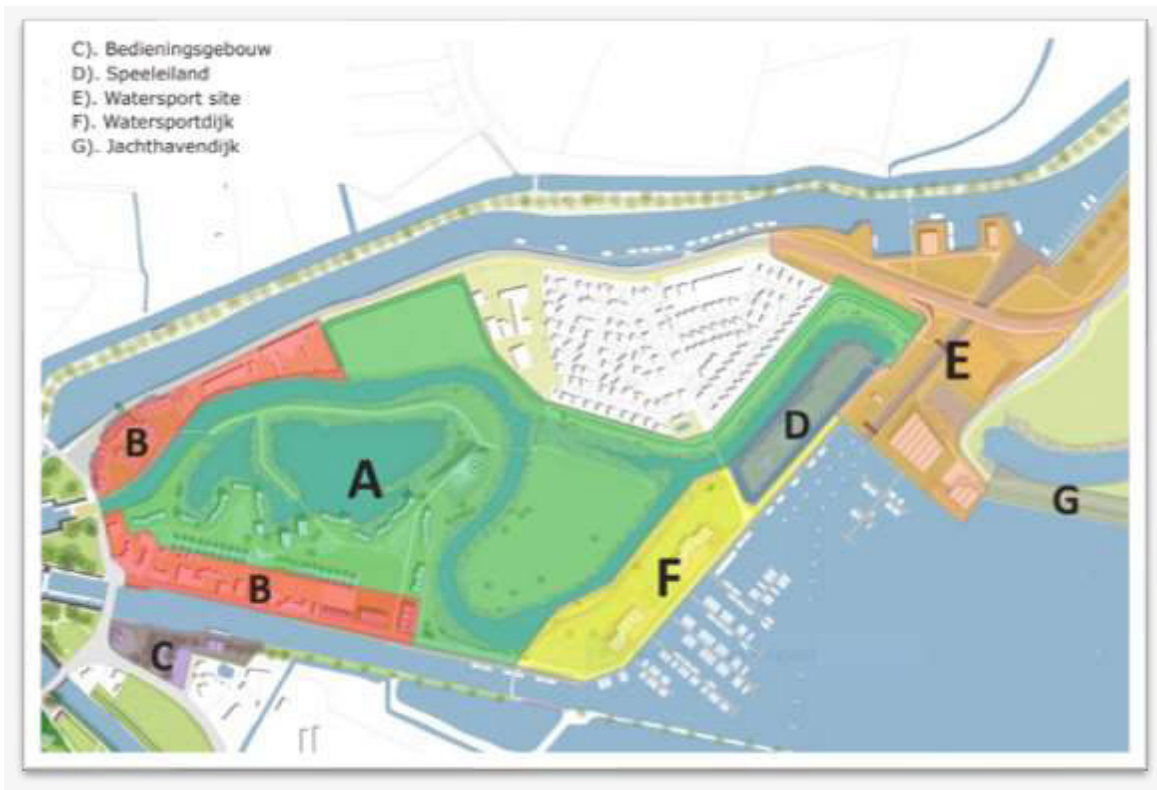 C). Bedieningsgebouw
D). Speeleiland
E). Watersport site
F). Watersportdijk
G). Jachthavendijk
E
B
A
D
G
F
B
C